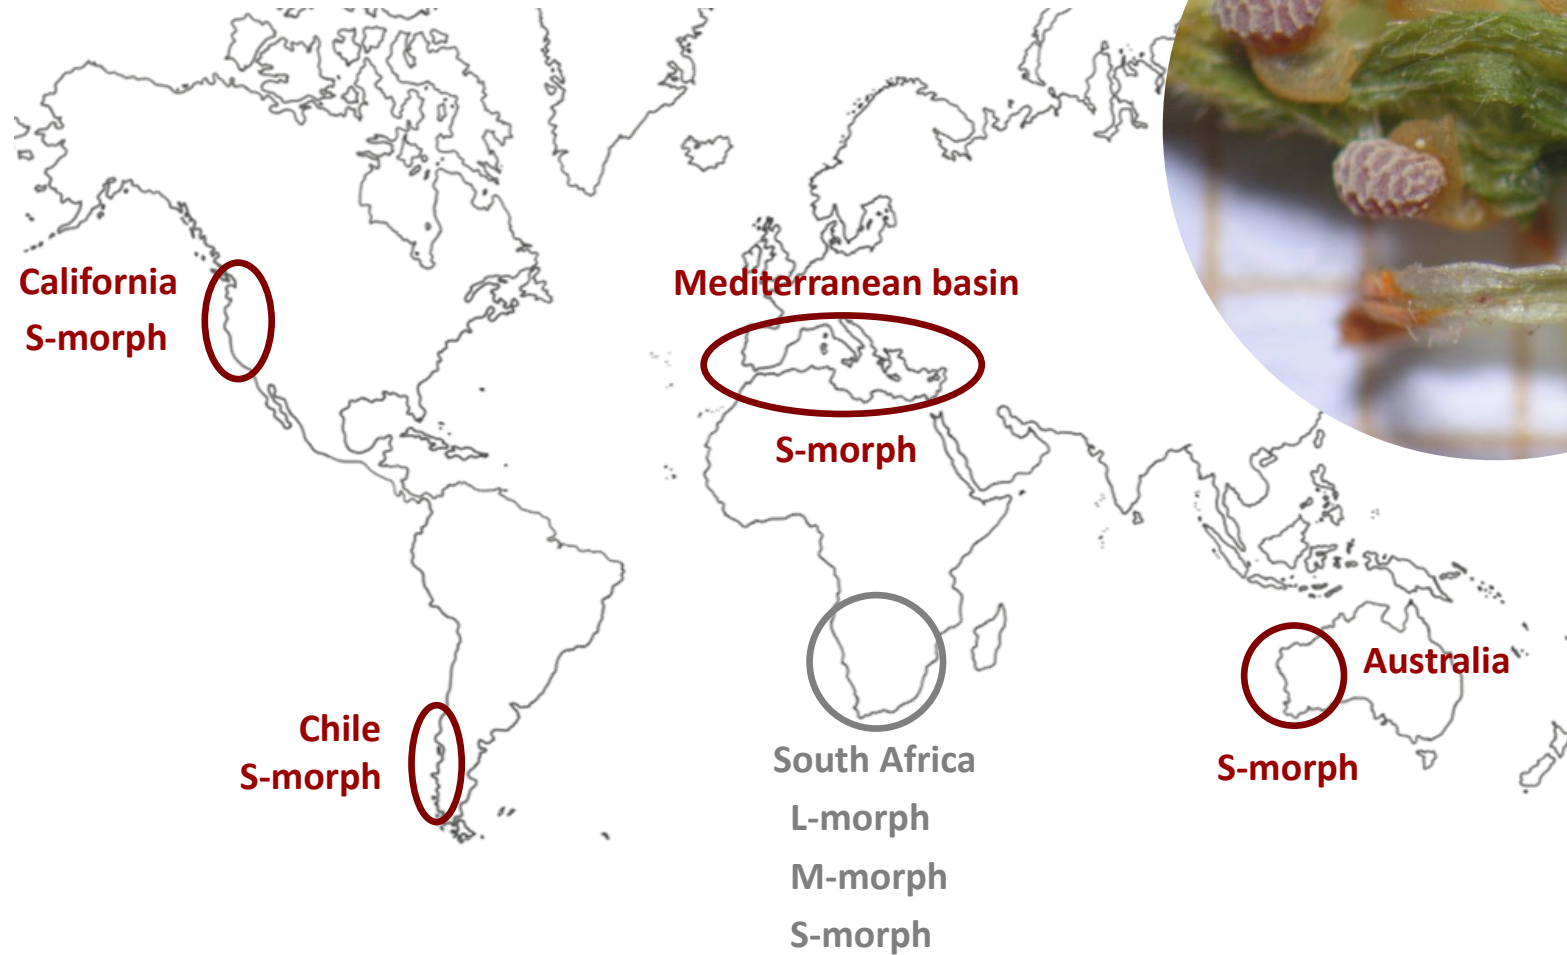 California
S-morph
Mediterranean basin
S-morph
Chile
S-morph
South Africa
L-morph
M-morph
S-morph
Australia
S-morph